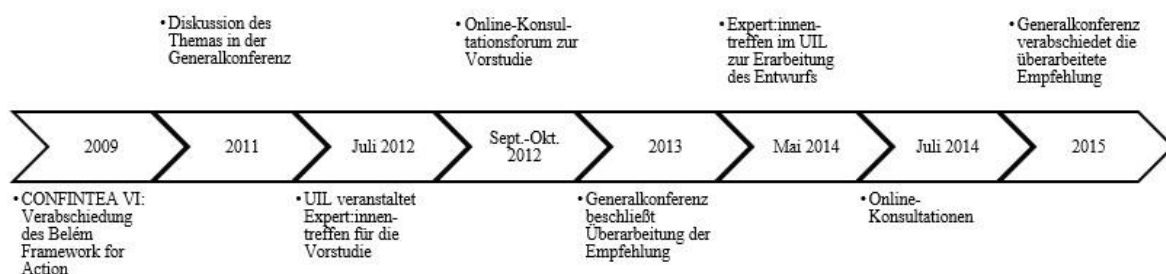 • Diskussion des
Themas in der
Generalkonferenz
• Online-Konsul-
tationsforum zur
Vorstudie
• Expert:innen-
treffen im UIL
zur Erarbeitung
des Entwurfs
• Generalkonferenz
verabschiedet die
überarbeitete
Empfehlung
2009
2011
Juli 2012
Sept.-Okt.
2012
2013
Mai 2014
Juli 2014
2015
• CONFINTEA VI:
Verabschiedung
des Belém
Framework for
Action
• UIL veranstaltet
Expert:innen-
treffen für die
Vorstudie
• Generalkonferenz
beschließt
Überarbeitung der
Empfehlung
• Online-
Konsultationen